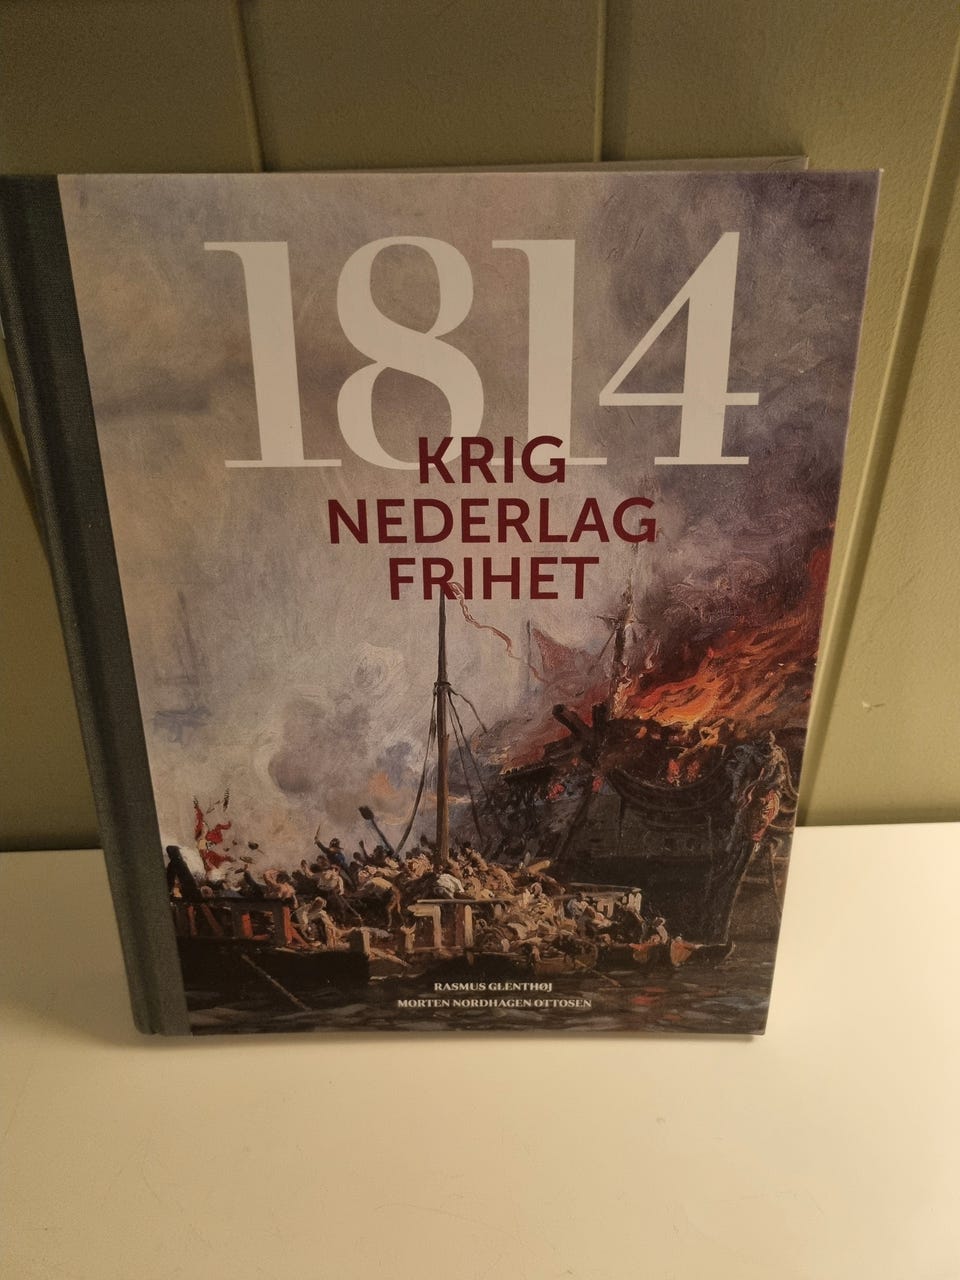 1814
KRIG
NEDERLAG
FRIHET
RASMUS GLENTHØJ
MORTEN NORDHAGEN OTTOSEN